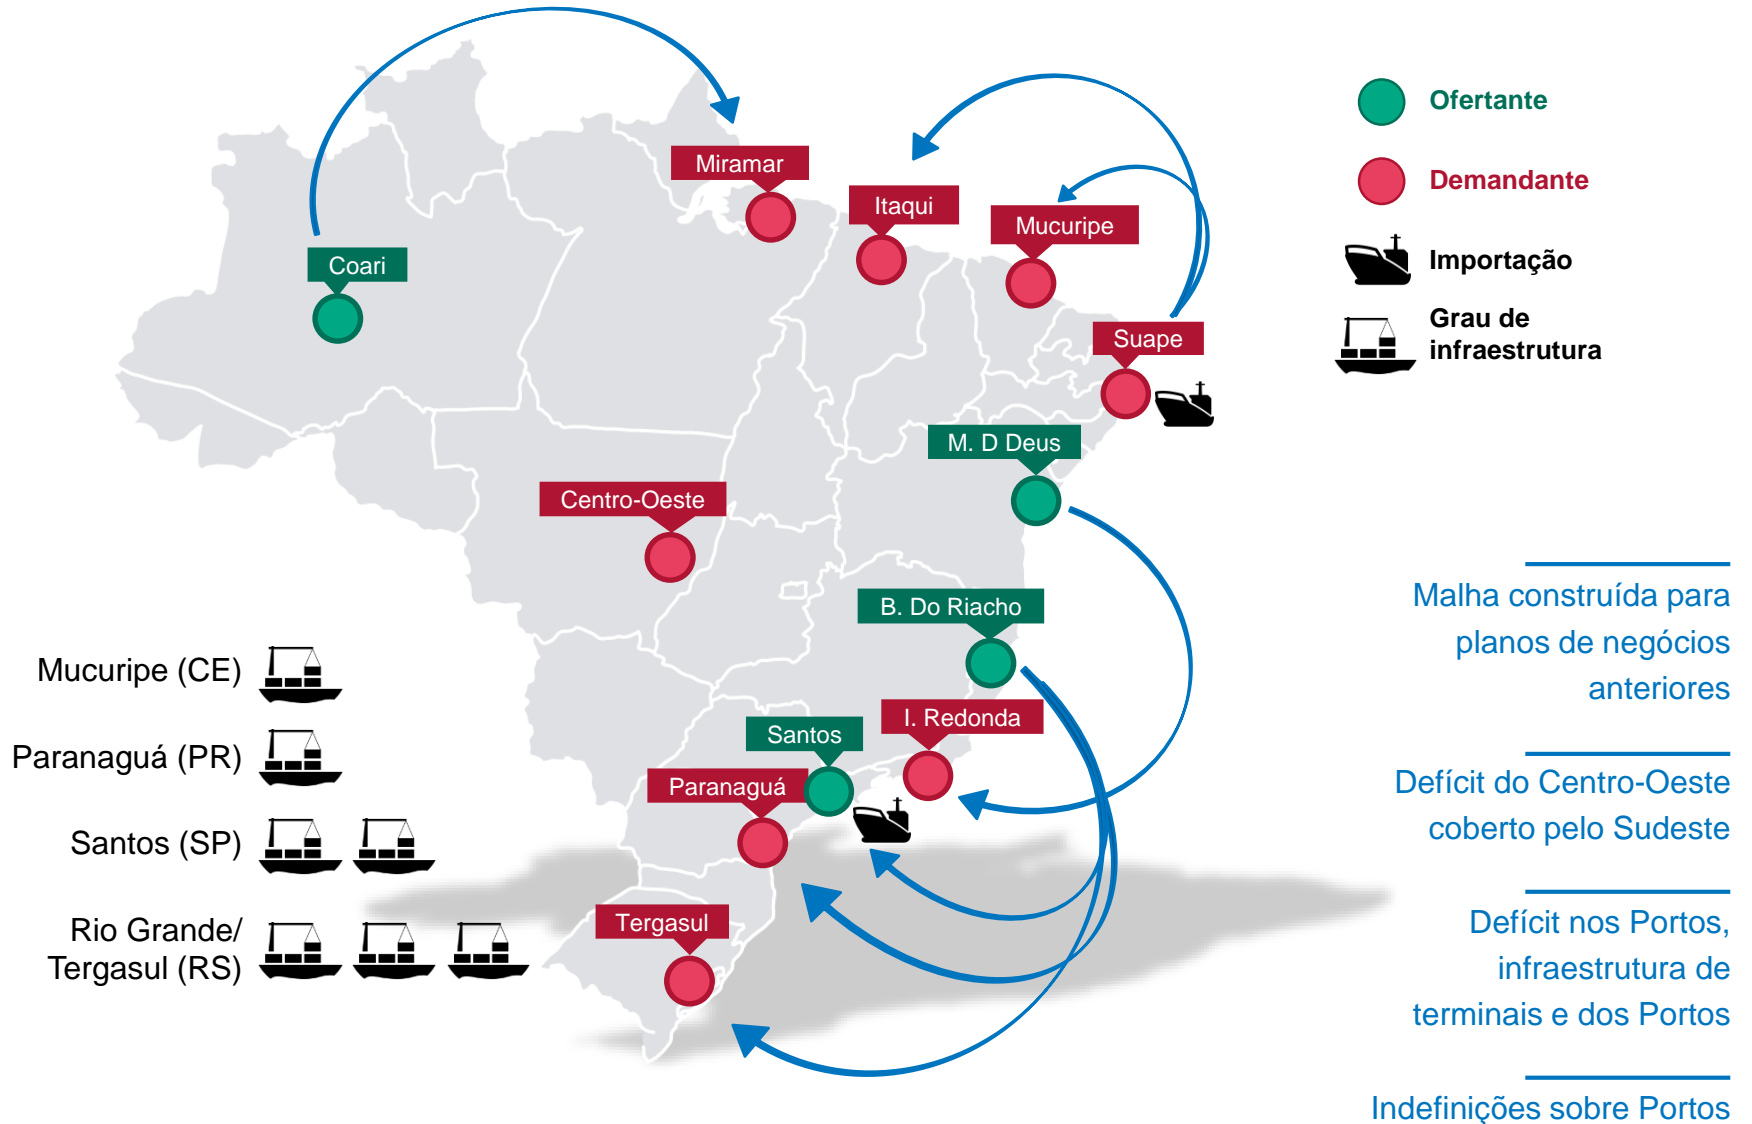 Ofertante
Demandante
Importação
Grau de
infraestrutura
Miramar
Itaqui
Mucuripe
Coari
Suape
M. D Deus
Centro-Oeste
B. Do Riacho
I. Redonda
Santos
Paranaguá
Tergasul
Mucuripe (CE)
Paranaguá (PR)
Santos (SP)
Rio Grande/
Tergasul (RS)
Malha construída para
planos de negócios
anteriores
Defícit do Centro-Oeste
coberto pelo Sudeste
Defícit nos Portos,
infraestrutura de
terminais e dos Portos
Indefinições sobre Portos